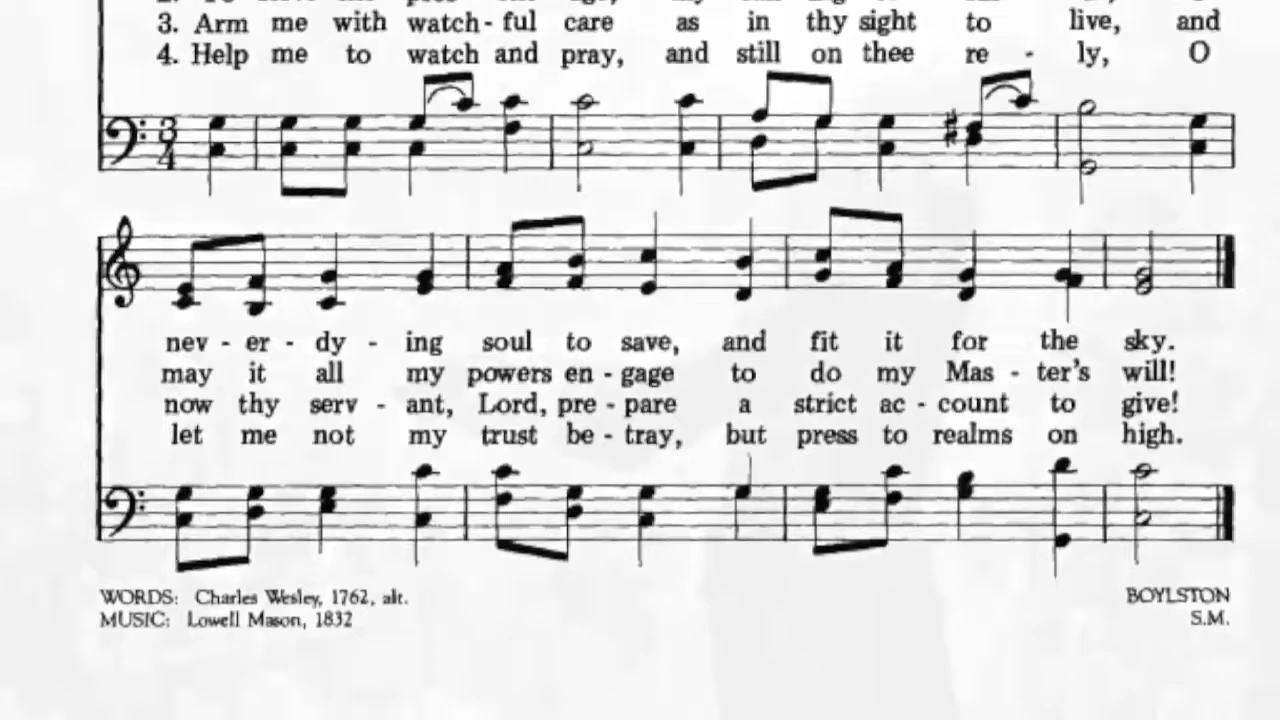 3. Arm me with watch - ful care as in thy sight to live, and
4. Help me to watch and pray, and still on thee re - ly, O
3
4
nev - er - dy - ing soul to save, and fit it for the sky.
may it all my powers en - gage to do my Mas - ter's will!
now thy serv - ant, Lord, pre - pare a strict ac - count to give!
let me not my trust be - tray, but press to realms on high.
WORDS: Charles Wesley, 1762, alt. BOYLSTON
MUSIC: Lowell Mason, 1832 S.M.